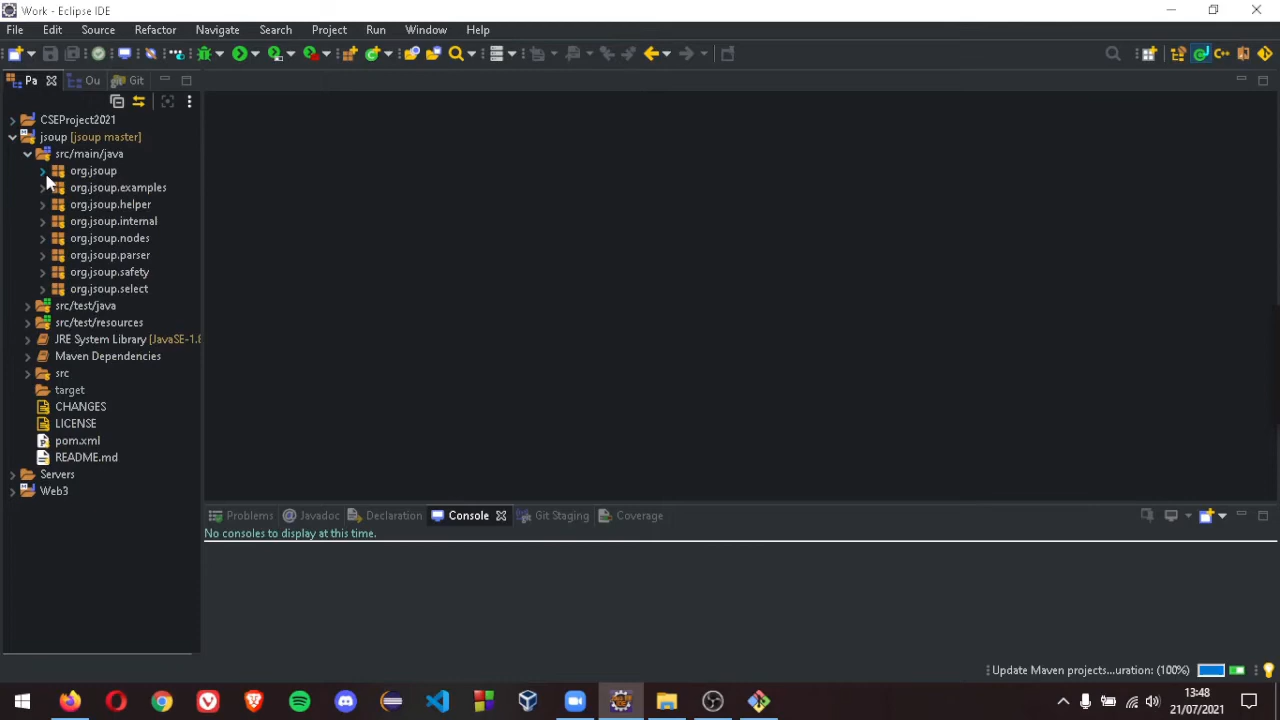 Work - Eclipse IDE
File Edit Source Refactor Navigate Search Project Run Window Help
Pa Ou Git
CSEProject2021
jsoup [jsoup master]
src/main/java
org.jsoup
org.jsoup.examples
org.jsoup.helper
org.jsoup.internal
org.jsoup.nodes
org.jsoup.parser
org.jsoup.safety
org.jsoup.select
src/test/java
src/test/resources
JRE System Library [JavaSE-1.8
Maven Dependencies
src
target
CHANGES
LICENSE
pom.xml
README.md
Servers
Web3
Problems @ Javadoc Declaration Console Git Staging Coverage
No consoles to display at this time.
Update Maven projects...uration: (100%)
13:48
21/07/2021